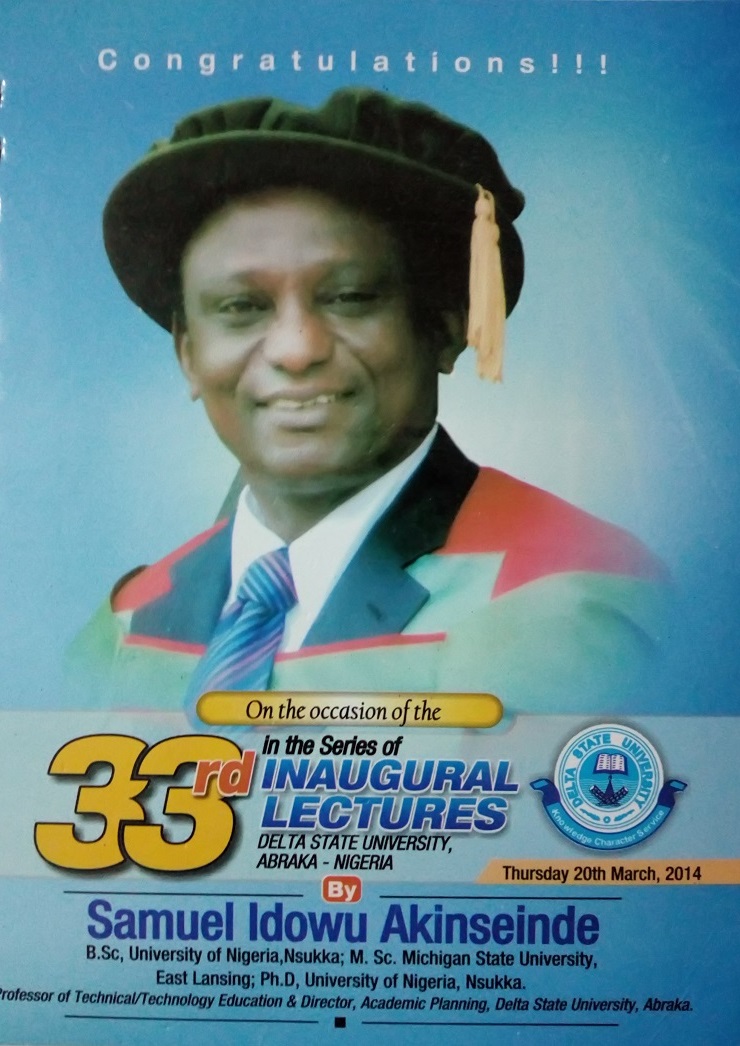 Congratulations!!!
On the occasion of the
33rd in the Series of
INAUGURAL
LECTURES
DELTA STATE UNIVERSITY,
ABRAKA - NIGERIA
DELTA STATE UNIVERSITY
Knowledge Character Service
Thursday 20th March, 2014
By
Samuel Idowu Akinseinde
B.Sc, University of Nigeria,Nsukka; M. Sc. Michigan State University,
East Lansing; Ph.D, University of Nigeria, Nsukka.
Professor of Technical/Technology Education & Director, Academic Planning, Delta State University, Abraka.